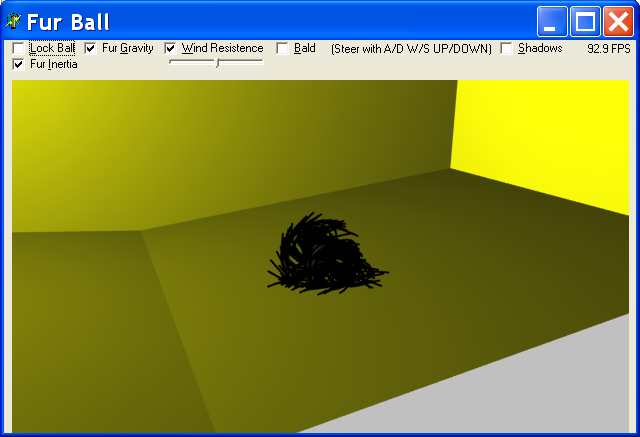 Fur Ball
Lock Ball Fur Gravity Wind Resistence Bald (Steer with A/D W/S UP/DOWN) Shadows 92.9 FPS
Fur Inertia